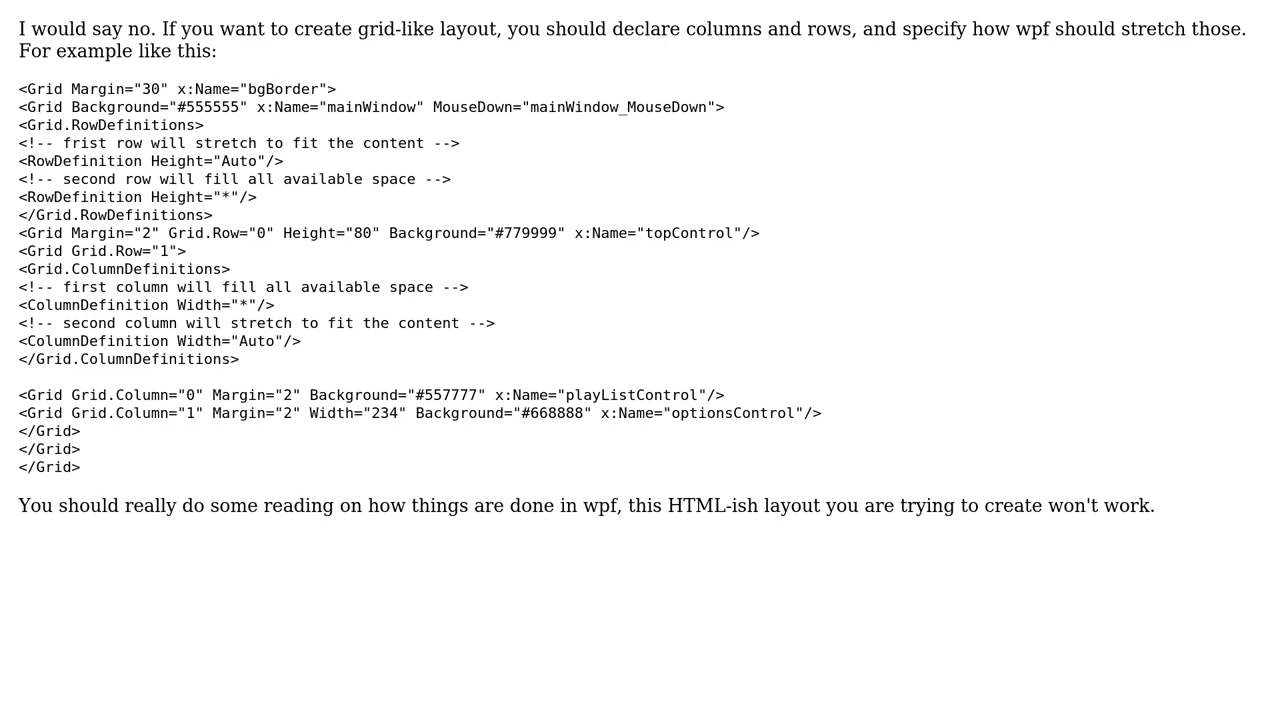 I would say no. If you want to create grid-like layout, you should declare columns and rows, and specify how wpf should stretch those.
For example like this:
<Grid Margin="30" x:Name="bgBorder">
<Grid Background="#555555" x:Name="mainWindow" MouseDown="mainWindow_MouseDown">
<Grid.RowDefinitions>
<!-- frist row will stretch to fit the content -->
<RowDefinition Height="Auto"/>
<!-- second row will fill all available space -->
<RowDefinition Height="*"/>
</Grid.RowDefinitions>
<Grid Margin="2" Grid.Row="0" Height="80" Background="#779999" x:Name="topControl"/>
<Grid Grid.Row="1">
<Grid.ColumnDefinitions>
<!-- first column will fill all available space -->
<ColumnDefinition Width="*"/>
<!-- second column will stretch to fit the content -->
<ColumnDefinition Width="Auto"/>
</Grid.ColumnDefinitions>
<Grid Grid.Column="0" Margin="2" Background="#557777" x:Name="playListControl"/>
<Grid Grid.Column="1" Margin="2" Width="234" Background="#668888" x:Name="optionsControl"/>
</Grid>
</Grid>
</Grid>
You should really do some reading on how things are done in wpf, this HTML-ish layout you are trying to create won't work.